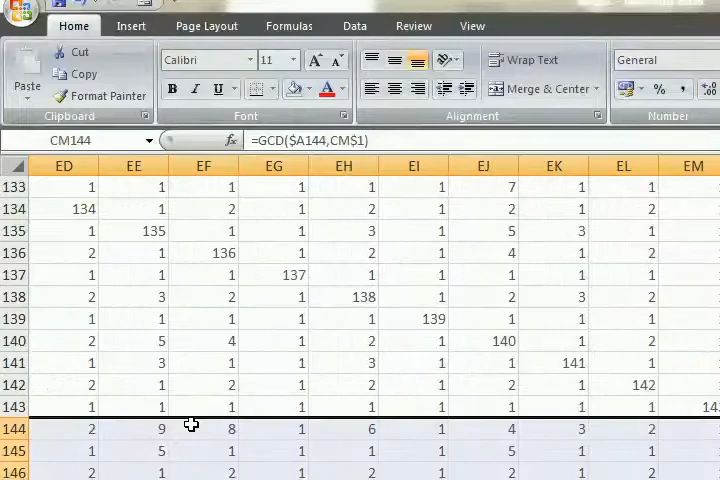 Home Insert Page Layout Formulas Data Review View
Cut
Copy
Format Painter
Paste
Clipboard
Calibri 11 A A
B I U A
Font
Wrap Text
Merge & Center
Alignment
General
% ,
Number
CM144 fx =GCD($A144,CM$1)
ED EE EF EG EH EI EJ EK EL EM
133 1 1 1 1 1 1 7 1 1
134 134 1 2 1 2 1 2 1 2
135 1 135 1 1 3 1 5 3 1
136 2 1 136 1 2 1 4 1 2
137 1 1 1 137 1 1 1 1 1
138 2 3 2 1 138 1 2 3 2
139 1 1 1 1 1 139 1 1 1
140 2 5 4 1 2 1 140 1 2
141 1 3 1 1 3 1 1 141 1
142 2 1 2 1 2 1 2 1 142
143 1 1 1 1 1 1 1 1 1
144 2 9 8 1 6 1 4 3 2
145 1 5 1 1 1 1 5 1 1
146 2 1 2 1 2 1 2 1 2